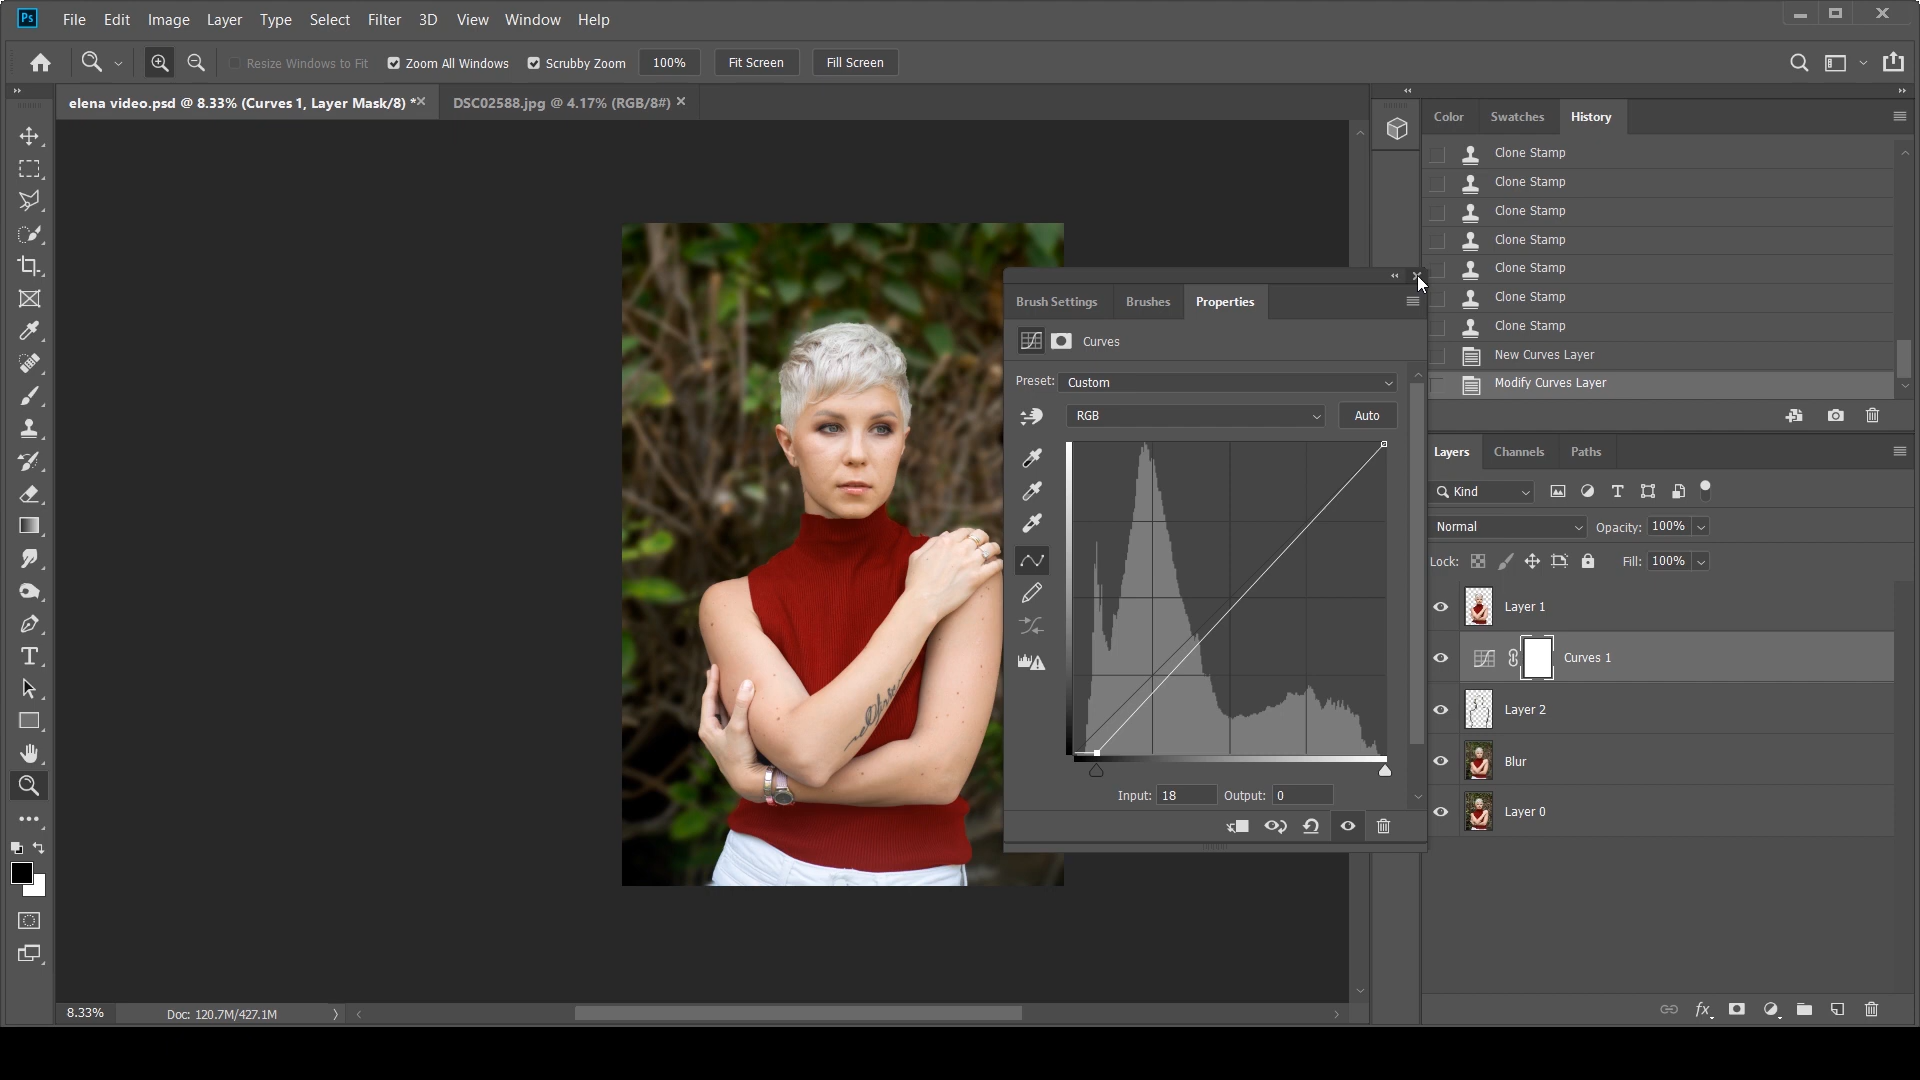 Ps File Edit Image Layer Type Select Filter 3D View Window Help
Resize Windows to Fit Zoom All Windows Scrubby Zoom 100% Fit Screen Fill Screen
elena video.psd @ 8.33% (Curves 1, Layer Mask/8) * DSC02588.jpg @ 4.17% (RGB/8#)
Color Swatches History
Clone Stamp
Clone Stamp
Clone Stamp
Clone Stamp
Clone Stamp
Clone Stamp
Clone Stamp
New Curves Layer
Modify Curves Layer
Brush Settings Brushes Properties
Curves
Preset: Custom
RGB Auto
Input: 18 Output: 0
Layers Channels Paths
Kind
Normal Opacity: 100%
Lock: Fill: 100%
Layer 1
Curves 1
Layer 2
Blur
Layer 0
fx
8.33% Doc: 120.7M/427.1M